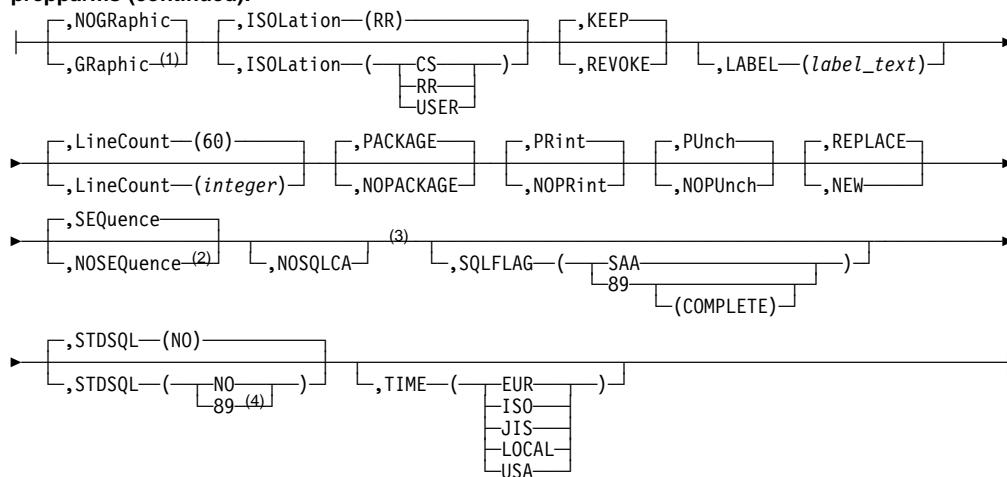 prepparms (continued):
,NOGRaphic ,ISOLation (RR) ,KEEP
,GRaphic (1) ,ISOLation ( CS ) ,REVOKE ,LABEL (label_text)
RR
USER
,LineCount (60) ,PACKAGE ,PRint ,PUnch ,REPLACE
,LineCount (integer) ,NOPACKAGE ,NOPRint ,NOPUnch ,NEW
,SEQuence
,NOSEQuence (2) ,NOSQLCA (3) ,SQLFLAG ( SAA )
89
(COMPLETE)
,STDSQL (NO)
,STDSQL ( NO ) ,TIME ( EUR )
89 (4) ISO
JIS
LOCAL
USA